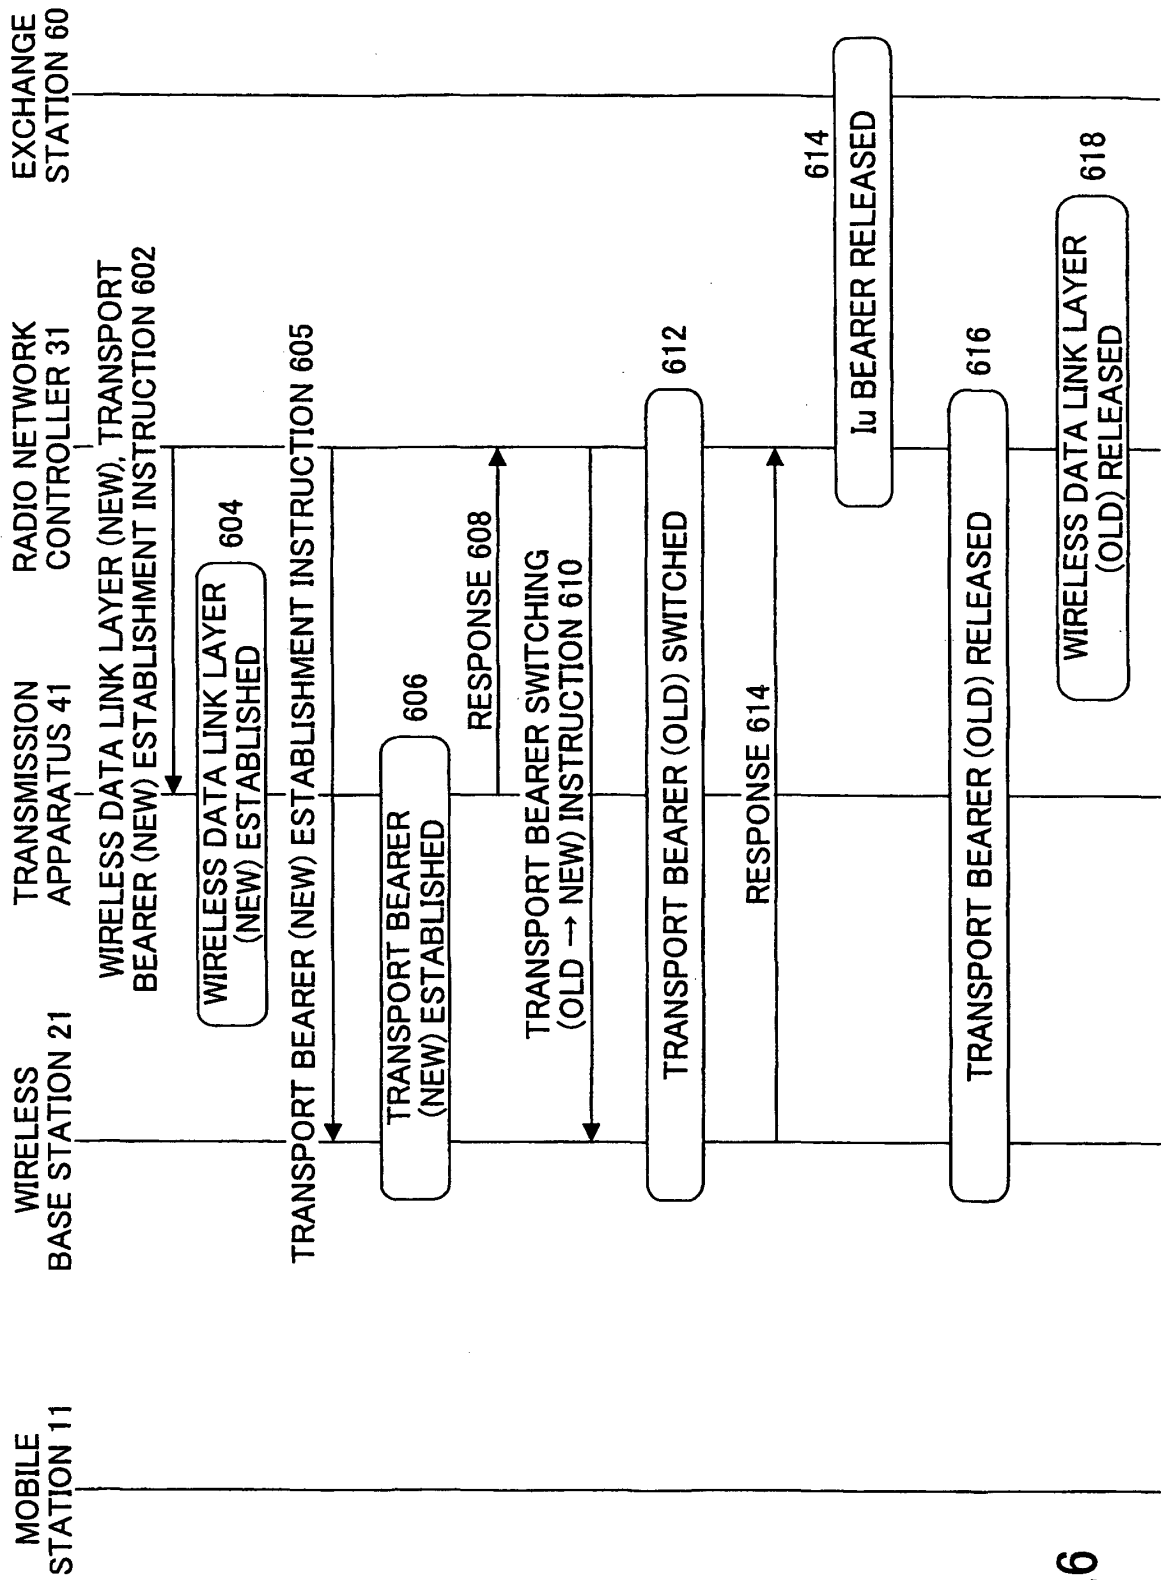 MOBILE
STATION 11
WIRELESS
BASE STATION 21
TRANSMISSION
APPARATUS 41
RADIO NETWORK
CONTROLLER 31
EXCHANGE
STATION 60
WIRELESS DATA LINK LAYER (NEW), TRANSPORT
BEARER (NEW) ESTABLISHMENT INSTRUCTION 602
WIRELESS DATA LINK LAYER
(NEW) ESTABLISHED
604
TRANSPORT BEARER (NEW) ESTABLISHMENT INSTRUCTION 605
TRANSPORT BEARER
(NEW) ESTABLISHED
606
RESPONSE 608
TRANSPORT BEARER SWITCHING
(OLD → NEW) INSTRUCTION 610
TRANSPORT BEARER (OLD) SWITCHED
612
RESPONSE 614
614
Iu BEARER RELEASED
TRANSPORT BEARER (OLD) RELEASED
616
WIRELESS DATA LINK LAYER
(OLD) RELEASED
618
6